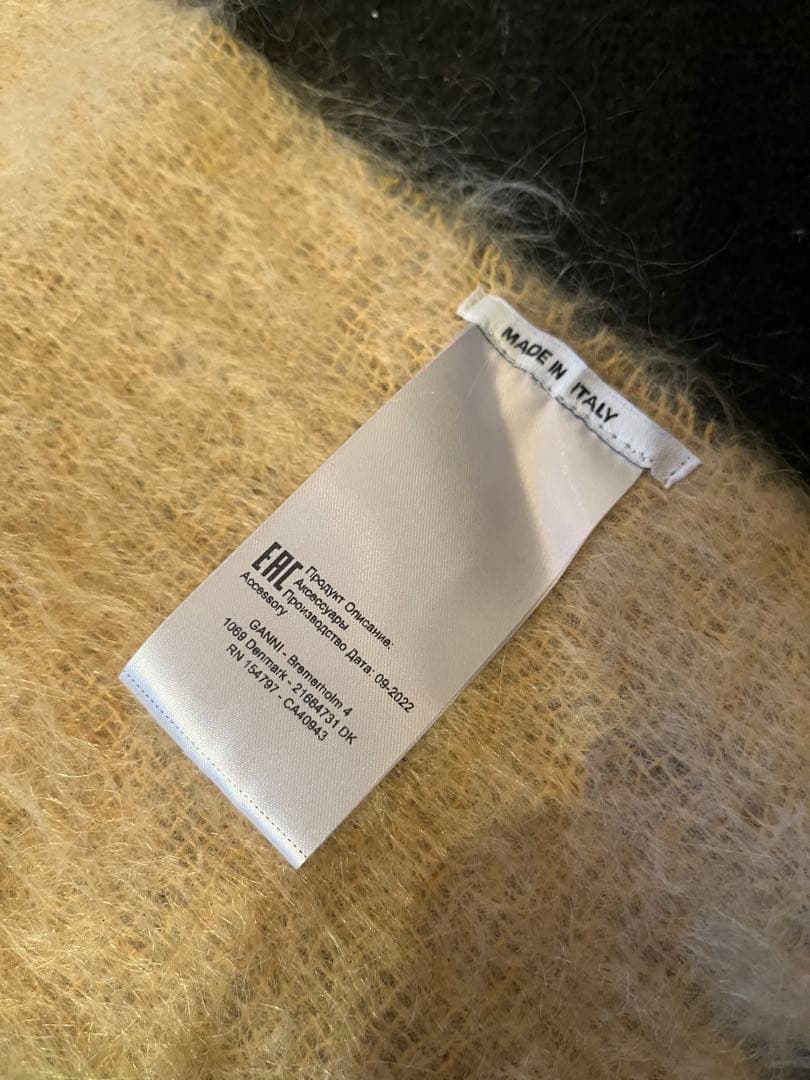 MADE IN ITALY
EAC
Продукт Описание:
Аксессуары
Производство Дата: 09-2022
Accessory
GANNI - Bremerholm 4
1069 Denmark - 21664731 DK
RN 154797 - CA40943